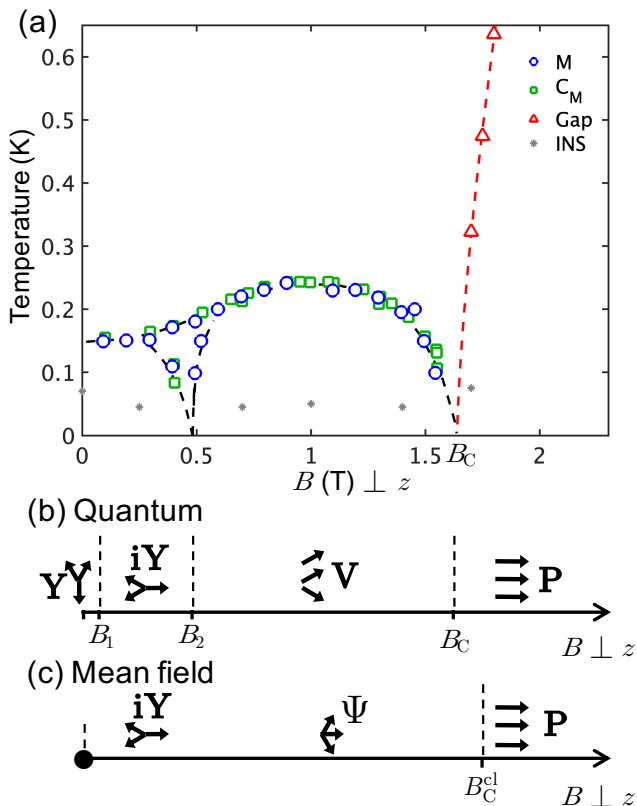 (a)
0.6
0.5
0.4
0.3
0.2
0.1
0
Temperature (K)
M
C_M
Gap
INS
0 0.5 1 1.5 B_C 2
B (T) ⊥ z
(b) Quantum
Y Y iY V P
B_1 B_2 B_C B ⊥ z
(c) Mean field
iY Ψ P
B_C^cl B ⊥ z